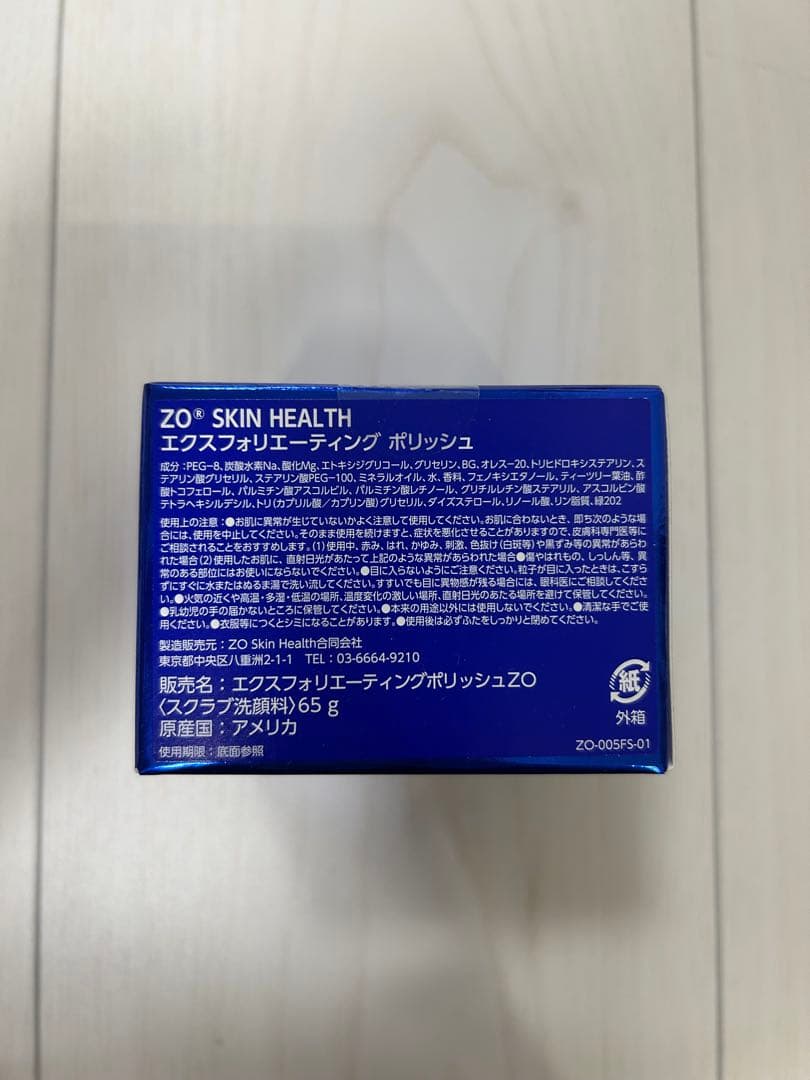 ZO® SKIN HEALTH
エクスフォリエーティング ポリッシュ
成分：PEG-8、炭酸水素Na、酸化Mg、エトキシジグリコール、グリセリン、BG、オレス-20、トリヒドロキシステアリン、ス
テアリン酸グリセリル、ステアリン酸PEG-100、ミネラルオイル、水、香料、フェノキシエタノール、ティーツリー葉油、酢
酸トコフェロール、パルミチン酸アスコルビル、パルミチン酸レチノール、グリチルレチン酸ステアリル、アスコルビン酸
テトラヘキシルデシル、トリ(カプリル酸／カプリン酸)グリセリル、ダイズステロール、リノール酸、リン脂質、緑202
使用上の注意：●お肌に異常が生じていないかよく注意して使用してください。お肌に合わないとき、即ち次のような場
合には、使用を中止してください。そのまま使用を続けますと、症状を悪化させることがありますので、皮膚科専門医等に
ご相談されることをおすすめします。(1)使用中、赤み、はれ、かゆみ、刺激、色抜け(白斑等)や黒ずみ等の異常があらわ
れた場合(2)使用したお肌に、直射日光があたって上記のような異常があらわれた場合●傷やはれもの、しっしん等、異
常のある部位にはお使いにならないでください。●目に入らないようにご注意ください。粒子が目に入ったときは、こすら
ずにすぐに水またはぬるま湯で洗い流してください。すすいでも目に異物感が残る場合には、眼科医にご相談してくださ
い。●火気の近くや高温・多湿・低温の場所、温度変化の激しい場所、直射日光のあたる場所を避けて保管してください。
●乳幼児の手の届かないところに保管してください。●本来の用途以外には使用しないでください。●清潔な手でご使
用ください。●衣服等につくとシミになることがあります。●使用後は必ずふたをしっかりと閉めてください。
製造販売元：ZO Skin Health合同会社
東京都中央区八重洲2-1-1 TEL：03-6664-9210
販売名：エクスフォリエーティングポリッシュZO
〈スクラブ洗顔料〉65 g
原産国：アメリカ
使用期限：底面参照
紙
外箱
ZO-005FS-01